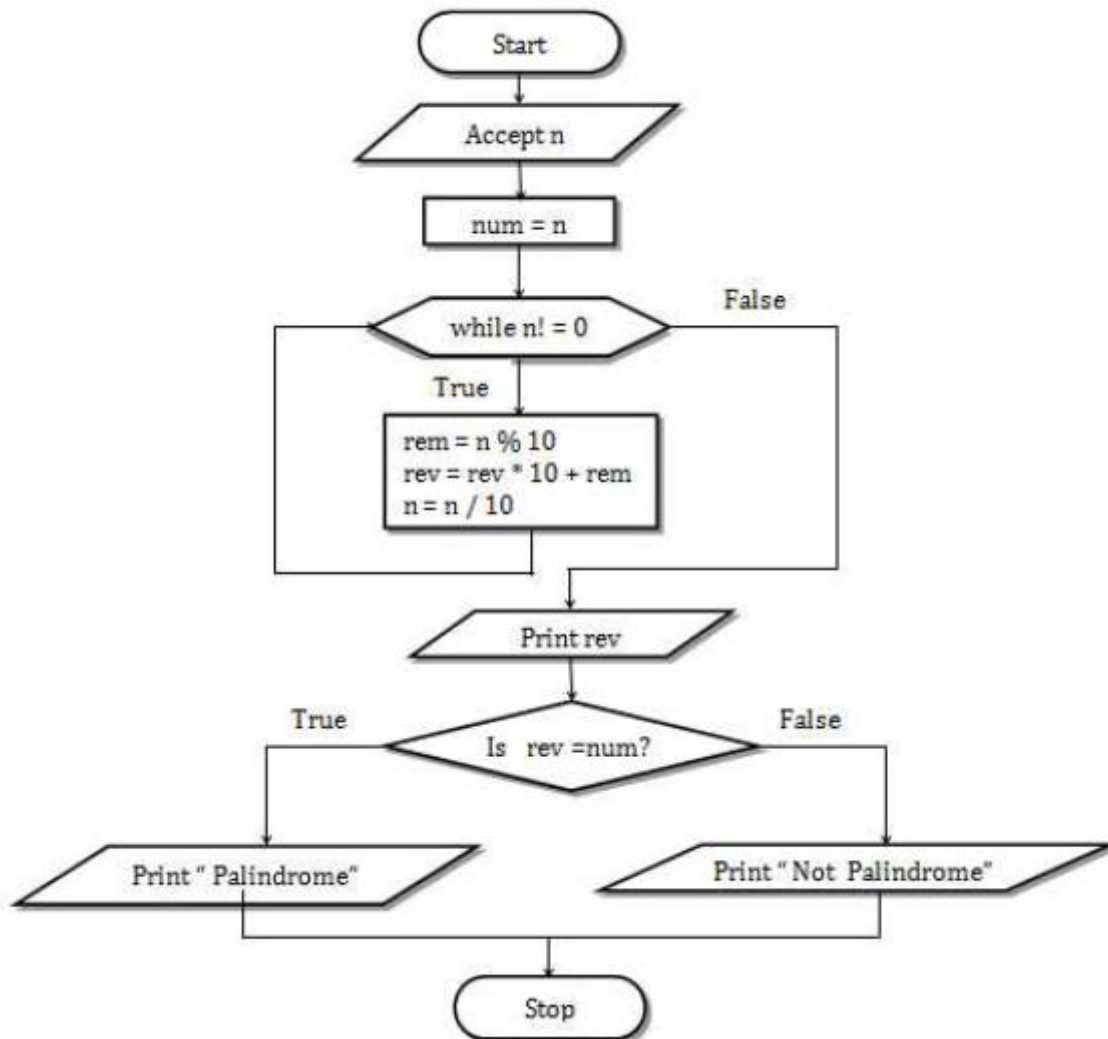 Start
Accept n
num = n
while n! = 0
False
True
rem = n % 10
rev = rev * 10 + rem
n = n / 10
Print rev
True
Is rev =num?
False
Print “ Palindrome”
Print “ Not Palindrome”
Stop